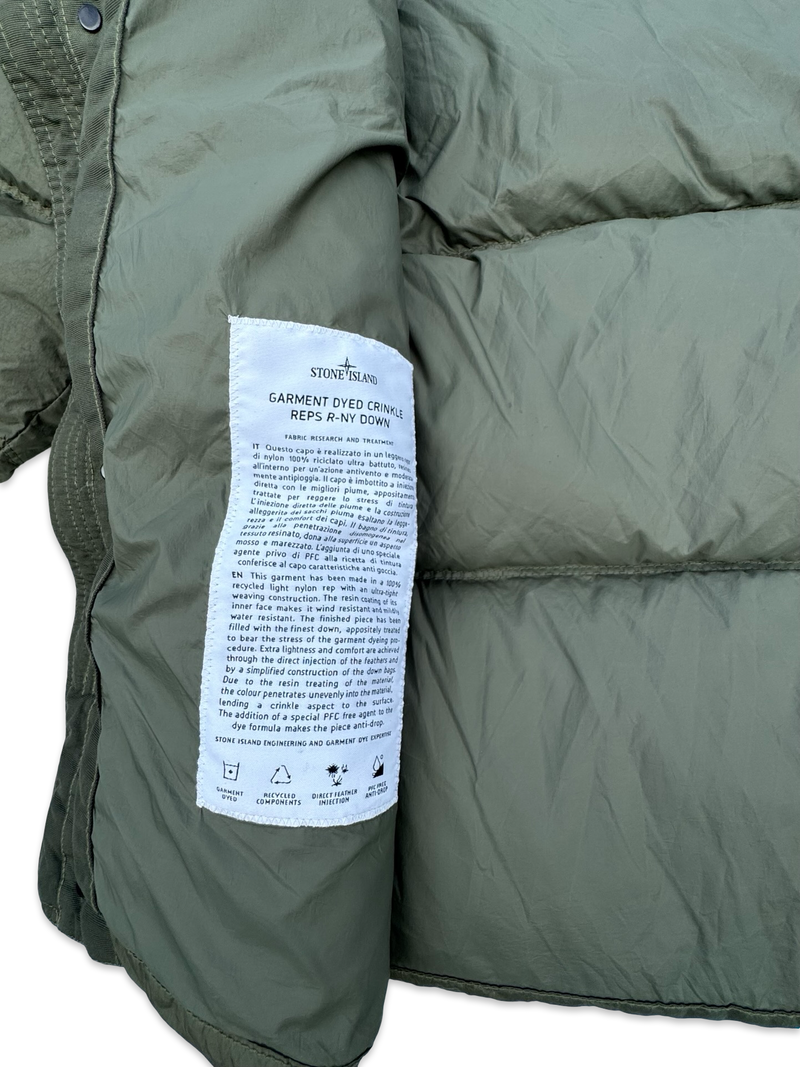 STONE ISLAND
GARMENT DYED CRINKLE
REPS R-NY DOWN
FABRIC RESEARCH AND TREATMENT
IT Questo capo è realizzato in un leggero
di nylon 100% riciclato ultra battuto,
all'interno per un'azione antivento e modera
mente antipioggia. Il capo è imbottito a iniezion
diretta con le migliori piume, appositamente
trattate per reggere lo stress di tintura
L'iniezione diretta delle piume e la costruzione
alleggerita dei sacchi piuma esaltano la legge-
rezza e il comfort dei capi. Il bagno di tintura,
grazie alla penetrazione disomogenea nel
tessuto resinato, dona alla superficie un aspetto
mosso e marezzato. L'aggiunta di uno speciale
agente privo di PFC alla ricetta di tintura
conferisce al capo caratteristiche anti goccia.
EN This garment has been made in a 100%
recycled light nylon rep with an ultra-tight
weaving construction. The resin coating of its
inner face makes it wind resistant and mildly
water resistant. The finished piece has been
filled with the finest down, appositely treated
to bear the stress of the garment dyeing pro-
cedure. Extra lightness and comfort are achieved
through the direct injection of the feathers and
by a simplified construction of the down bags.
Due to the resin treating of the material,
the colour penetrates unevenly into the material,
lending a crinkle aspect to the surface.
The addition of a special PFC free agent to the
dye formula makes the piece anti-drop.
STONE ISLAND ENGINEERING AND GARMENT DYE EXPERTISE
GARMENT
DYED
RECYCLED
COMPONENTS
DIRECT FEATHER
INJECTION
PFC FREE
ANTI-DROP